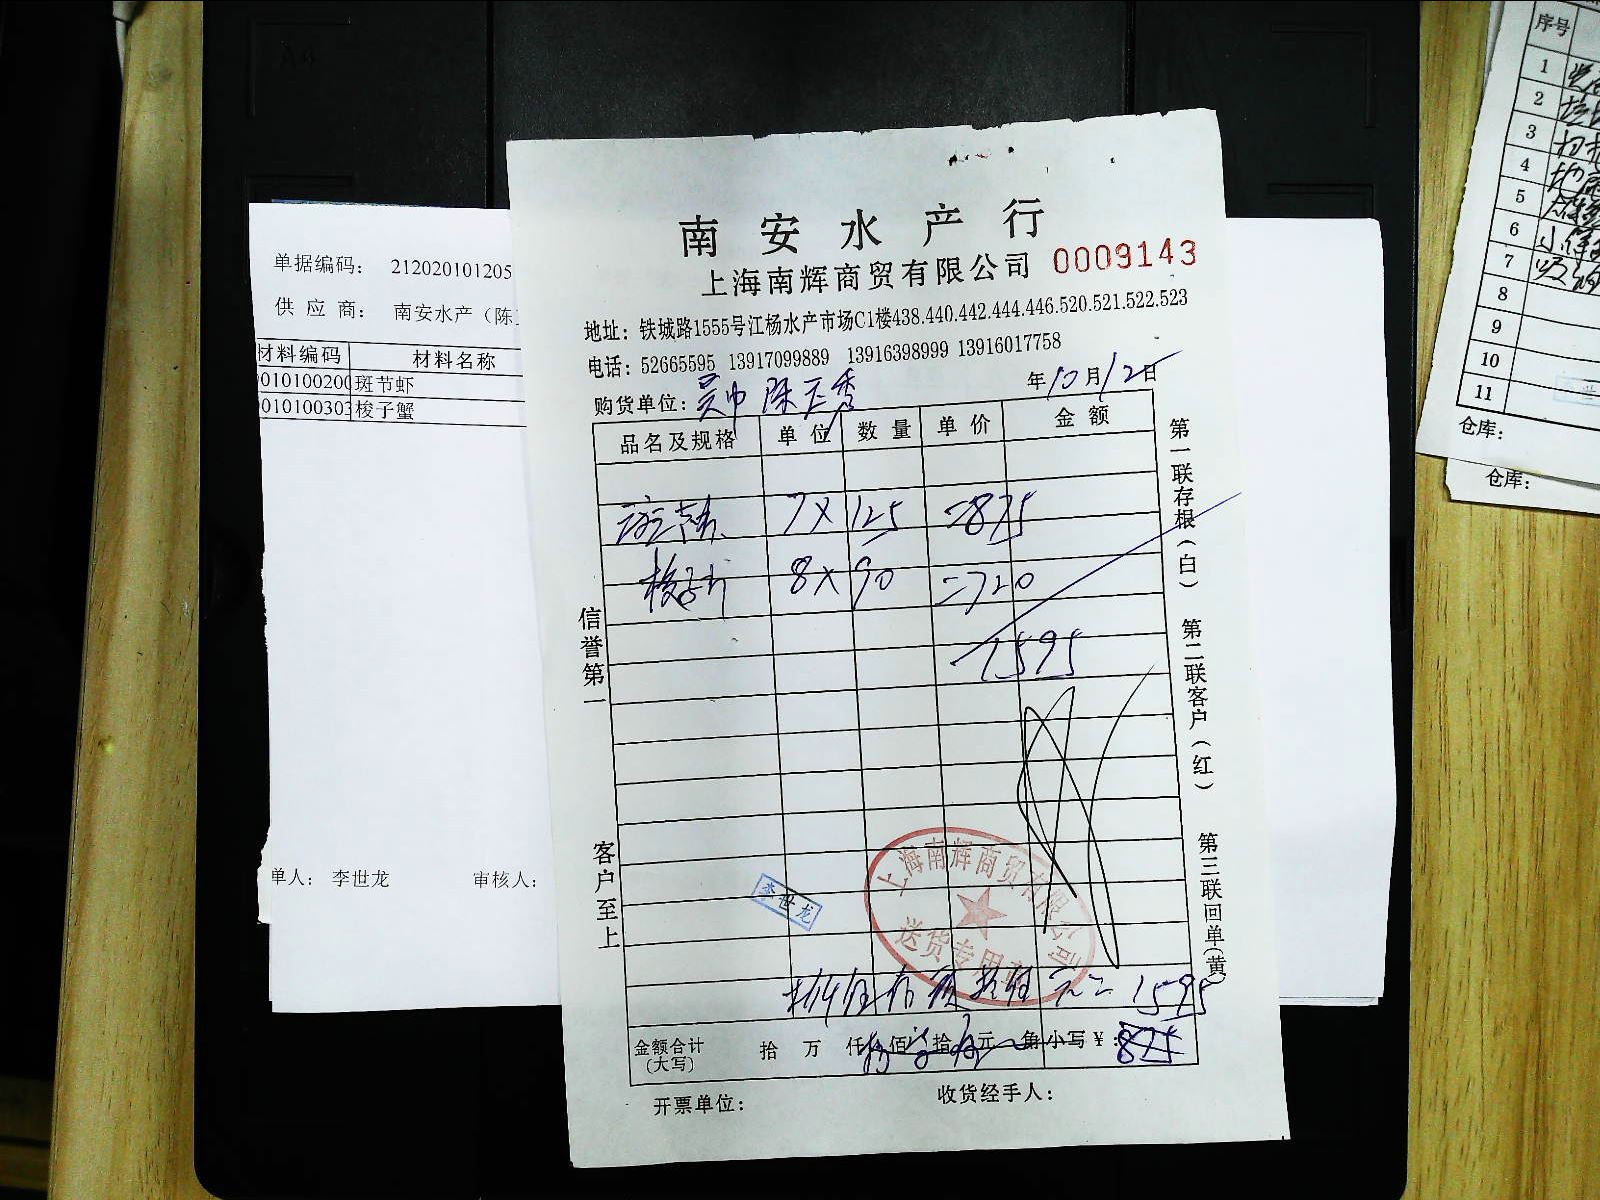 南安水产行
上海南辉商贸有限公司 0009143
地址：铁城路1555号江杨水产市场C1楼438.440.442.444.446.520.521.522.523
电话：52665595 13917099889 13916398999 13916017758
购货单位： 年10月12日
品名及规格 单位 数量 单价 金额
7X 125 =875
梭子 8X 90 =720
1595
信誉第一
客户至上
第一联存根（白）
第二联客户（红）
第三联回单（黄
上海南辉商贸有限公司
送货专用
李世龙
1595
金额合计（大写） 拾 万 仟 佰 拾 元 角 小写￥：875
开票单位： 收货经手人：
单据编码： 212020101205
供 应 商： 南安水产（陈
材料编码 材料名称
010100200 斑节虾
010100303 梭子蟹
单人： 李世龙 审核人：
序号
1
2
3
4
5
6
7
8
9
10
11
仓库：
仓库：